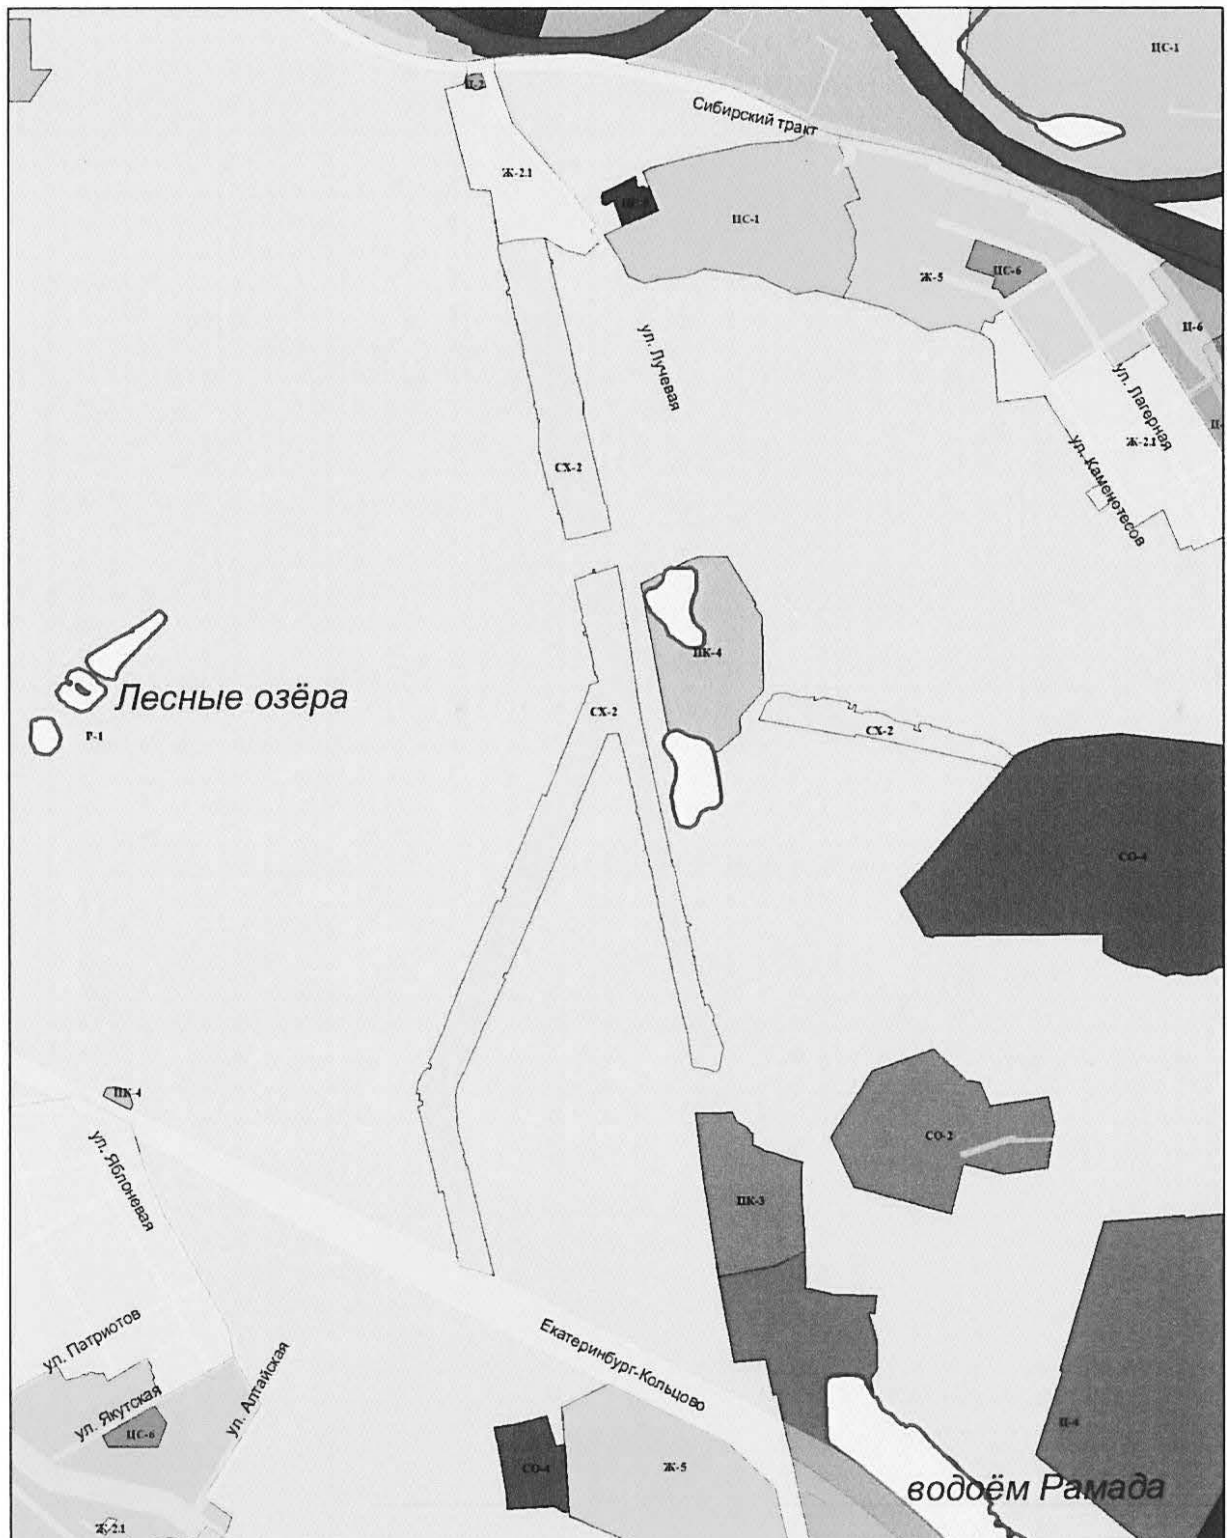 ЦС-1
Ц-2
Сибирский тракт
Ж-2.1
ЦС-1
ЦС-6
Ж-5
Ц-6
ул. Лучевая
ул. Лагерная
Ж-2.1
ул. Каменотесов
СХ-2
ПК-4
Лесные озёра
СХ-2
СХ-2
Р-1
СО-4
ПК-4
СО-2
ул. Яблоневая
ПК-3
ул. Патриотов
Екатеринбург-Кольцово
ул. Алтайская
ул. Якутская
Ц-4
ЦС-6
СО-4
Ж-5
водоём Рамада
Ж-2.1